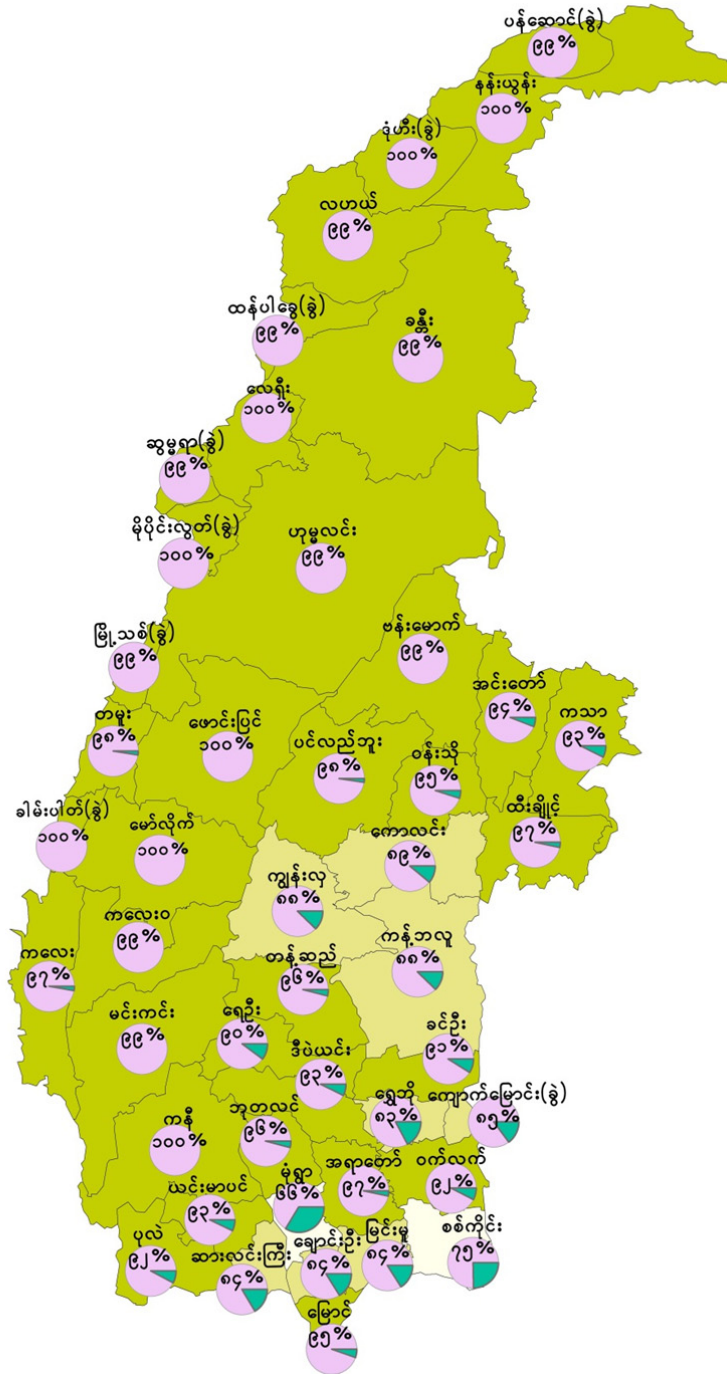 ပန်ဆောင်(ခွဲ)
၉၉%
နန်းယွန်း
၁၀၀%
ဒုံဟီး(ခွဲ)
၁၀၀%
လဟယ်
၉၉%
ထန်ပါခွေ(ခွဲ)
၉၉%
ခန္တီး
၉၉%
လေရှီး
၁၀၀%
ဆွမ္မရာ(ခွဲ)
၉၉%
မိုပိုင်းလွတ်(ခွဲ)
၁၀၀%
ဟုမ္မလင်း
၉၉%
မြို့သစ်(ခွဲ)
၉၉%
ဗန်းမောက်
၉၉%
အင်းတော်
၉၄%
ကသာ
၉၃%
တမူး
၉၈%
ဖောင်းပြင်
၁၀၀%
ပင်လည်ဘူး
၉၈%
ဝန်းသို
၉၅%
ထီးချိုင့်
၉၇%
ခါမ်းပါတ်(ခွဲ)
၁၀၀%
မော်လိုက်
၁၀၀%
ကောလင်း
၈၉%
ကျွန်းလှ
၈၈%
ကလေးဝ
၉၉%
ကန့်ဘလူ
၈၈%
ကလေး
၉၇%
တန့်ဆည်
၉၆%
မင်းကင်း
၉၉%
ရေဦး
၉၀%
ဒီပဲယင်း
၉၃%
ခင်ဦး
၉၁%
ရွှေဘို
၈၃%
ကျောက်မြောင်း(ခွဲ)
၈၅%
ကနီ
၁၀၀%
ဘုတလင်
၉၆%
အရာတော်
၉၇%
ဝက်လက်
၉၂%
မုံရွာ
၆၆%
ယင်းမာပင်
၉၃%
ပုလဲ
၉၂%
ဆားလင်းကြီး
၈၄%
ချောင်းဦး
၈၄%
မြင်းမူ
၈၄%
စစ်ကိုင်း
၇၅%
မြောင်
၉၅%